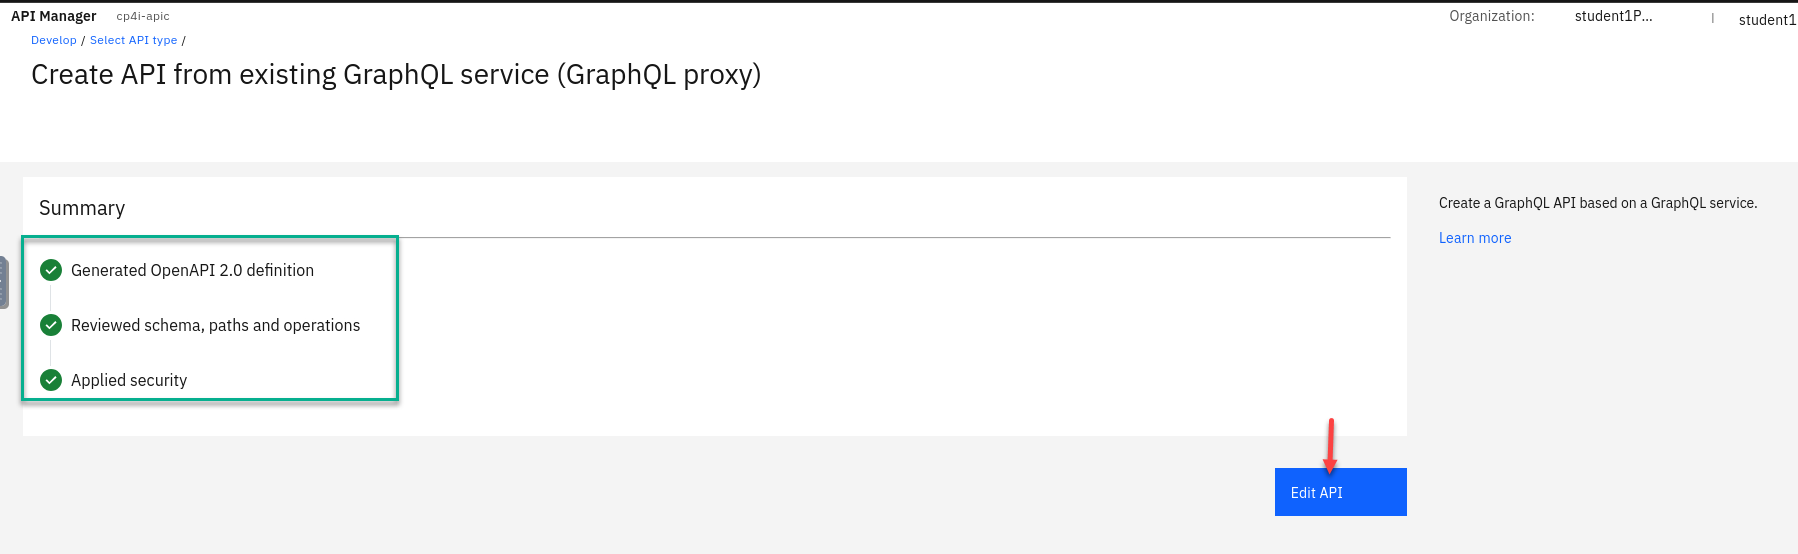 API Manager cp4i-apic Organization: student1P... | student1
Develop / Select API type /
Create API from existing GraphQL service (GraphQL proxy)
Summary
Generated OpenAPI 2.0 definition
Reviewed schema, paths and operations
Applied security
Edit API
Create a GraphQL API based on a GraphQL service.
Learn more